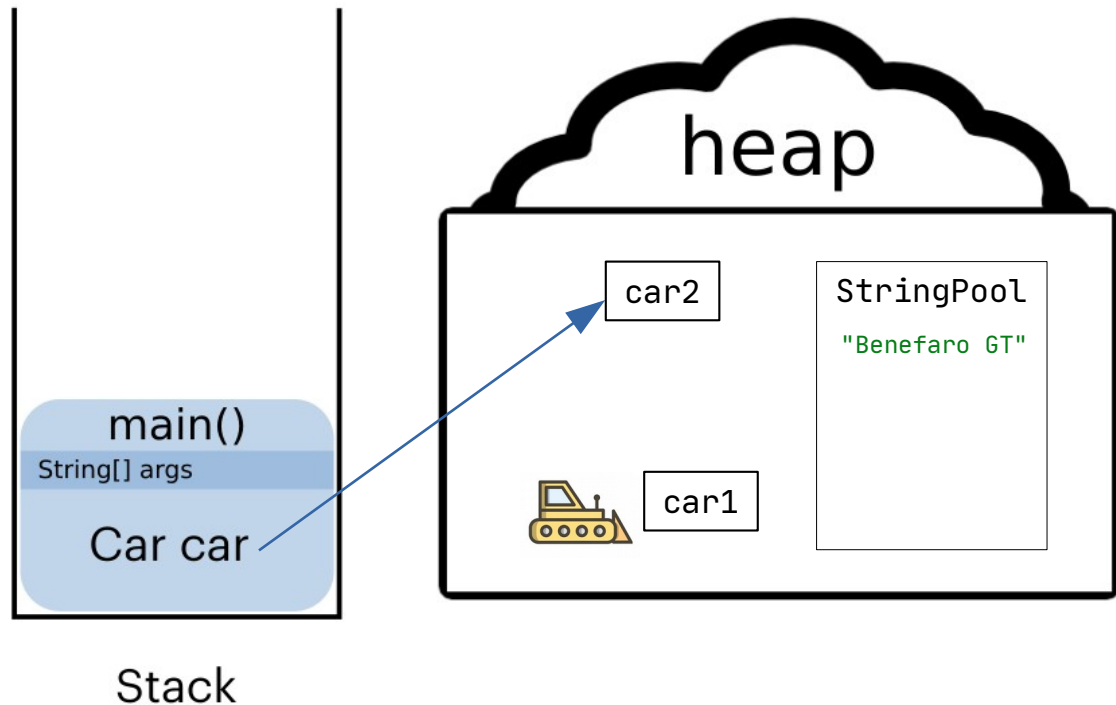 heap
car2
StringPool
"Benefaro GT"
main()
String[] args
car1
Car car
Stack